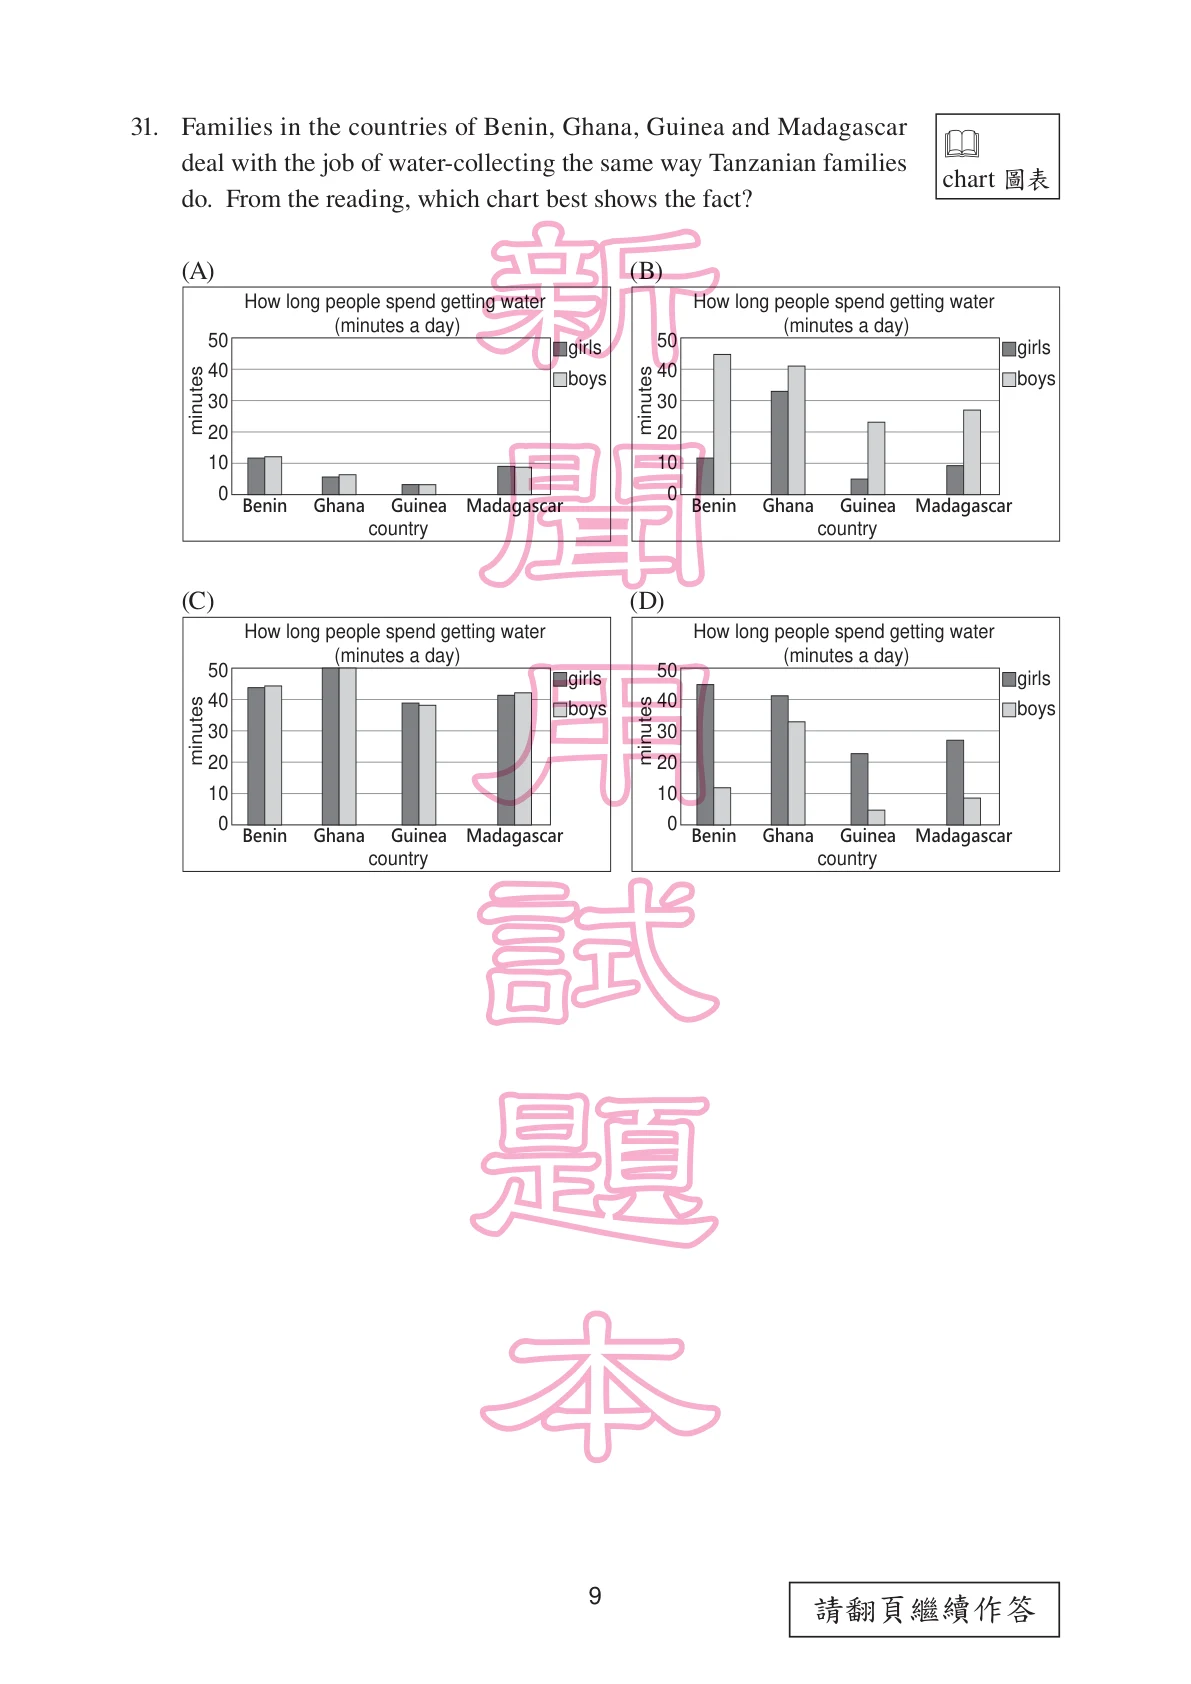 31. Families in the countries of Benin, Ghana, Guinea and Madagascar
deal with the job of water-collecting the same way Tanzanian families
do. From the reading, which chart best shows the fact?
chart 圖表
(A)
How long people spend getting water
(minutes a day)
50
40
30
20
10
0
minutes
girls
boys
Benin Ghana Guinea Madagascar
country
(B)
How long people spend getting water
(minutes a day)
50
40
30
20
10
0
minutes
girls
boys
Benin Ghana Guinea Madagascar
country
(C)
How long people spend getting water
(minutes a day)
50
40
30
20
10
0
minutes
girls
boys
Benin Ghana Guinea Madagascar
country
(D)
How long people spend getting water
(minutes a day)
50
40
30
20
10
0
minutes
girls
boys
Benin Ghana Guinea Madagascar
country
新聞用試題本
9
請翻頁繼續作答